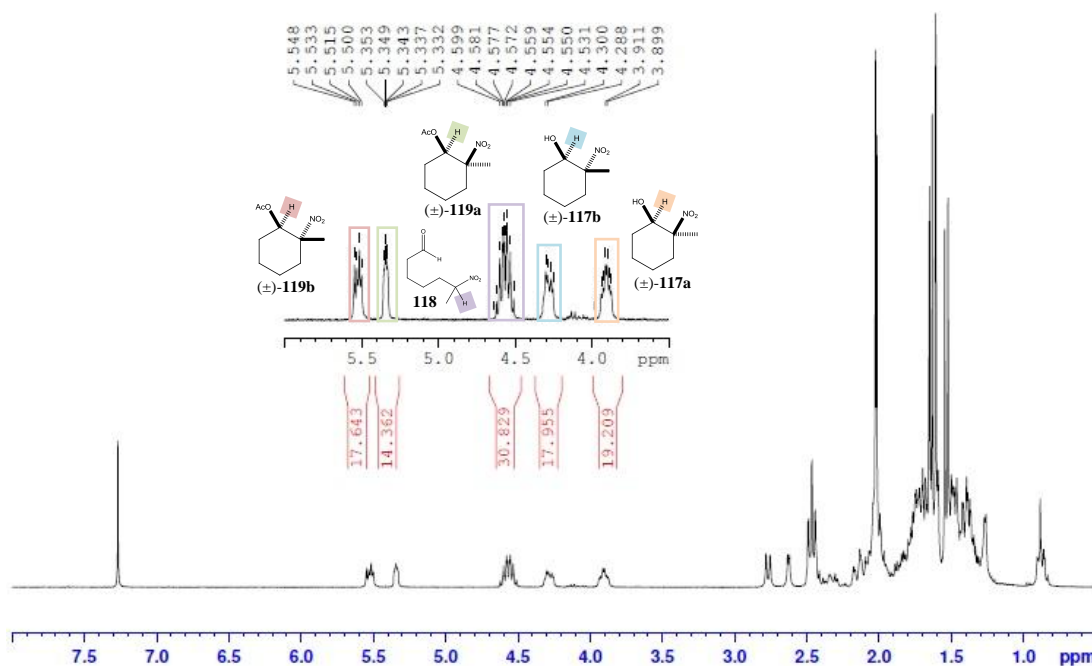 5.548
5.533
5.515
5.500
5.353
5.349
5.343
5.337
5.332
4.599
4.581
4.577
4.572
4.559
4.554
4.550
4.531
4.300
4.288
3.911
3.899
AcO H NO2
(±)-119a
HO H NO2
(±)-117b
AcO H NO2
(±)-119b
O
H
NO2
118 H
HO H NO2
(±)-117a
5.5 5.0 4.5 4.0 ppm
17.643
14.362
30.829
17.955
19.209
7.5 7.0 6.5 6.0 5.5 5.0 4.5 4.0 3.5 3.0 2.5 2.0 1.5 1.0 ppm